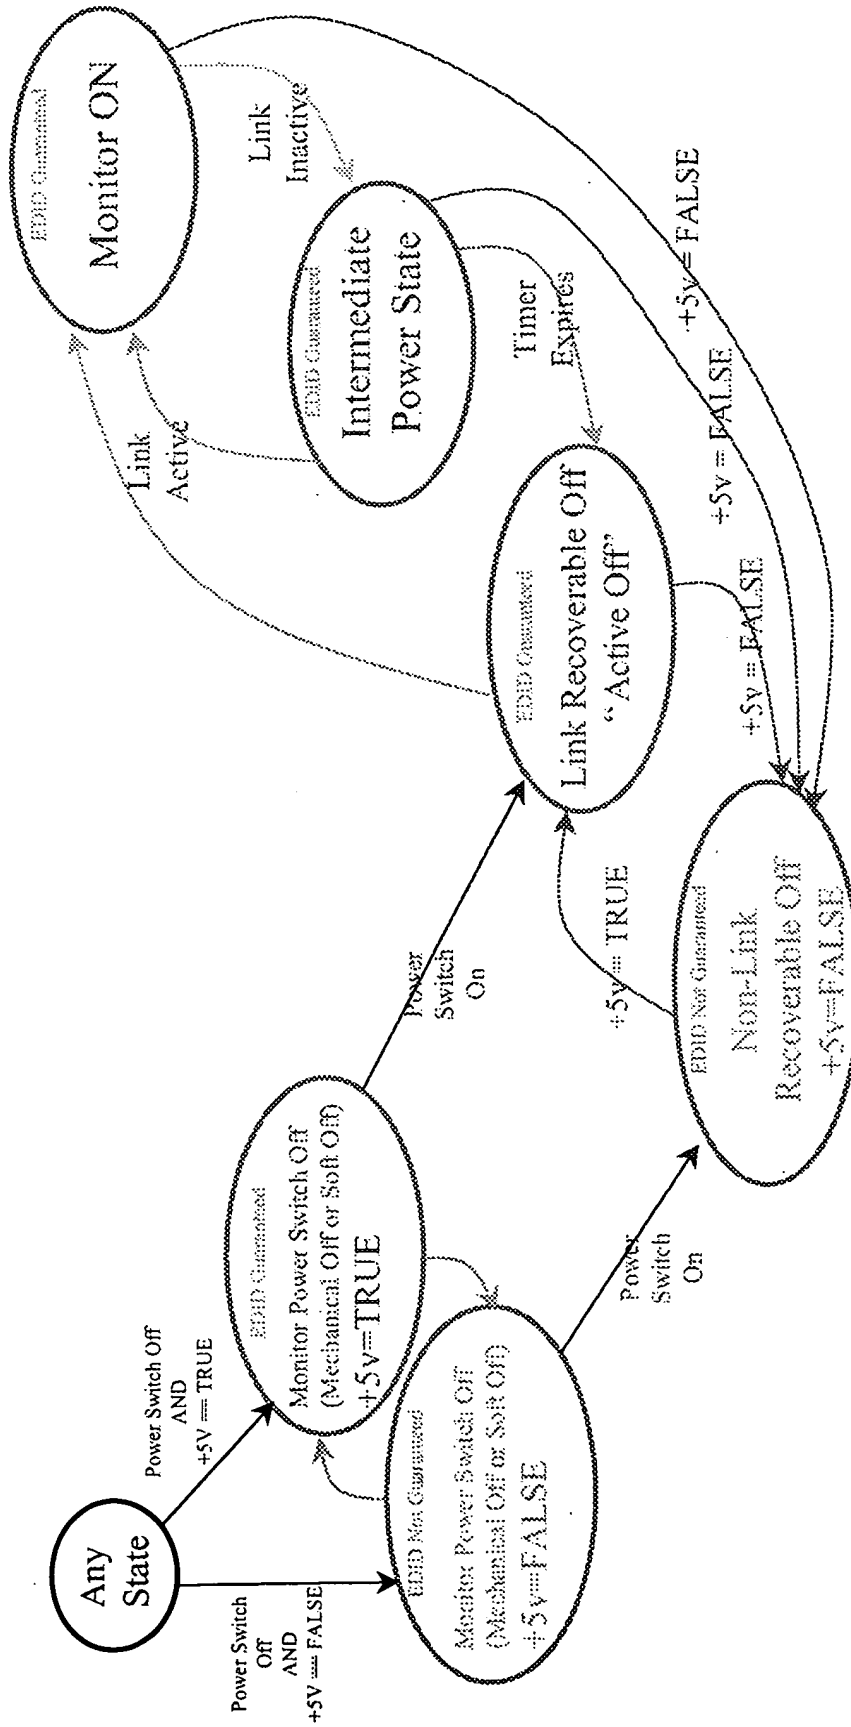 EDID Guaranteed
Monitor ON
Link
Inactive
Link
Active
EDID Guaranteed
Intermediate
Power State
Timer
Expires
+5v = FALSE
+5v = FALSE
EDID Guaranteed
Link Recoverable Off
“Active Off”
+5v = FALSE
+5v = TRUE
EDID Not Guaranteed
Non-Link
Recoverable Off
+5v=FALSE
Power
Switch
On
EDID Guaranteed
Monitor Power Switch Off
(Mechanical Off or Soft Off)
+5v=TRUE
Power
Switch
On
EDID Not Guaranteed
Monitor Power Switch Off
(Mechanical Off or Soft Off)
+5v=FALSE
Power Switch Off
AND
+5V == TRUE
Any
State
Power Switch
Off
AND
+5V == FALSE